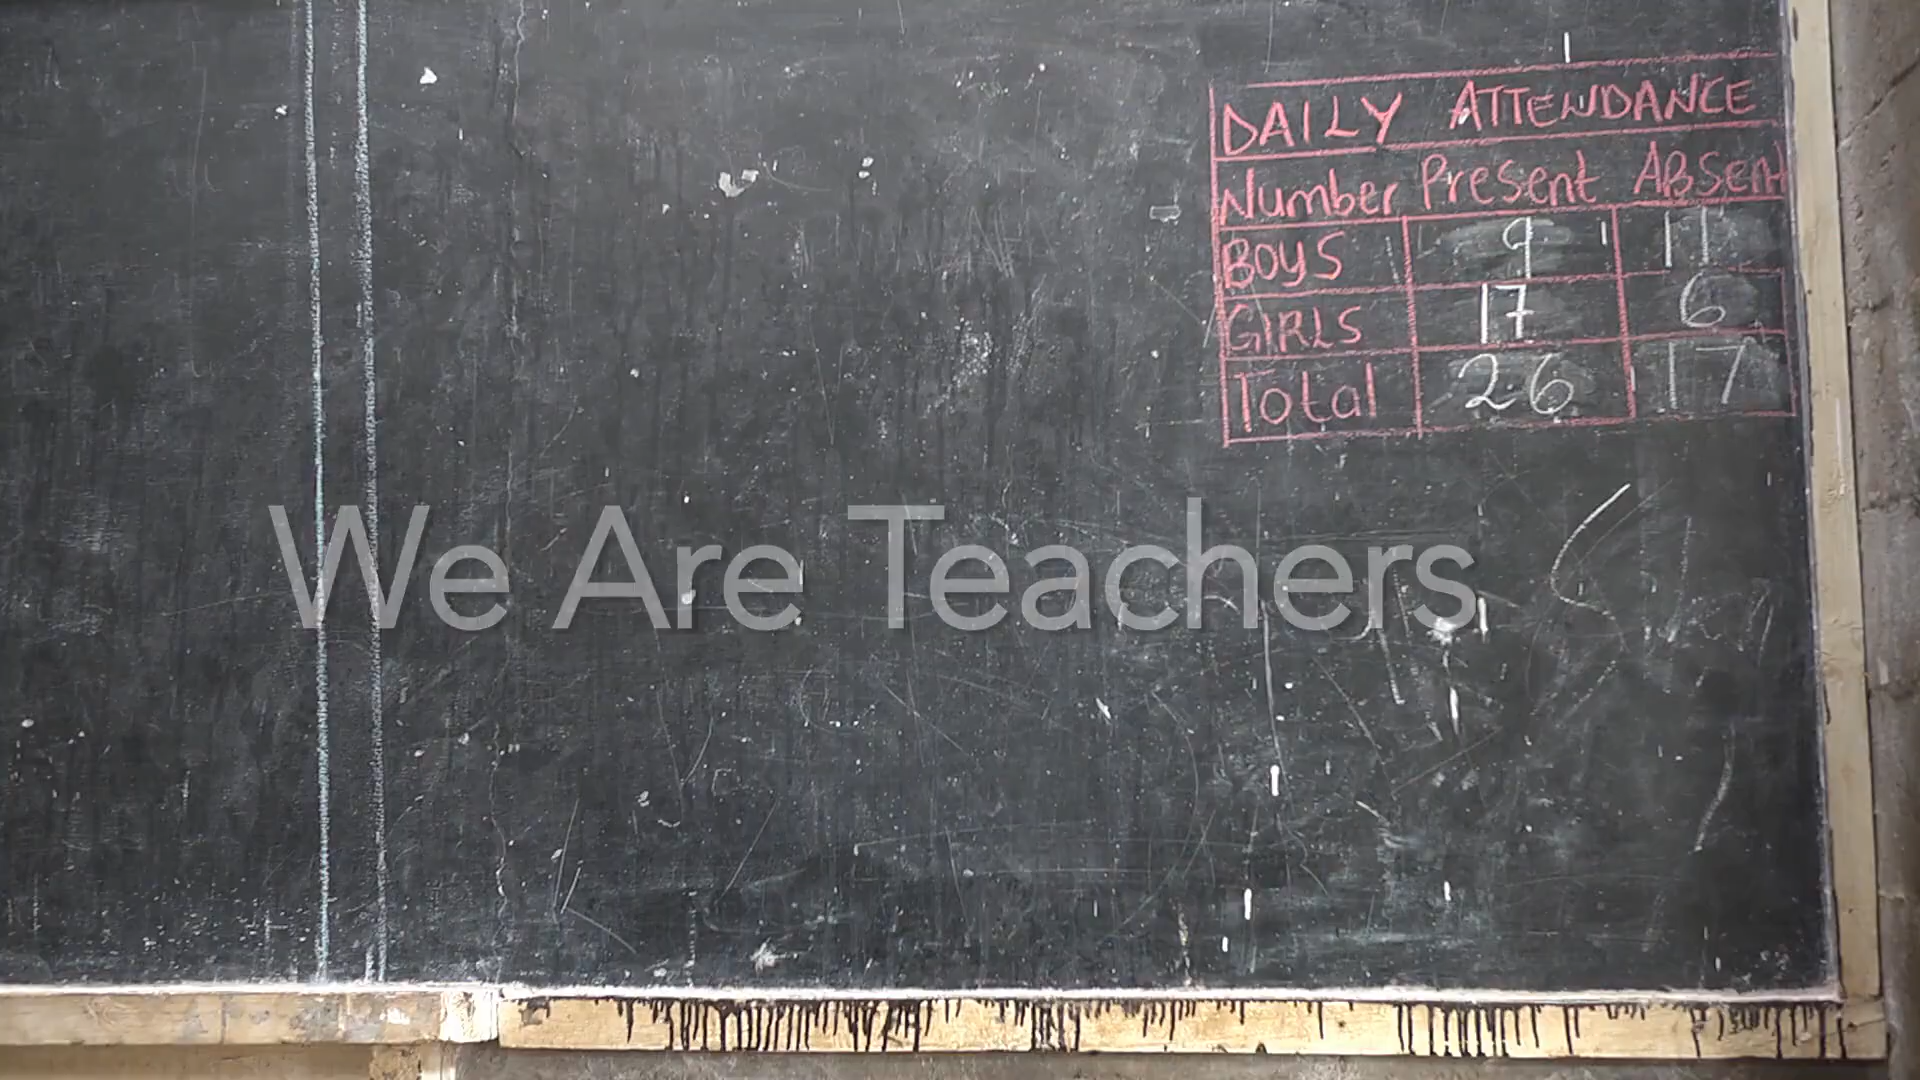 DAILY ATTENDANCE
Number Present Absent
BOYS 9 11
GIRLS 17 6
Total 26 17
We Are Teachers